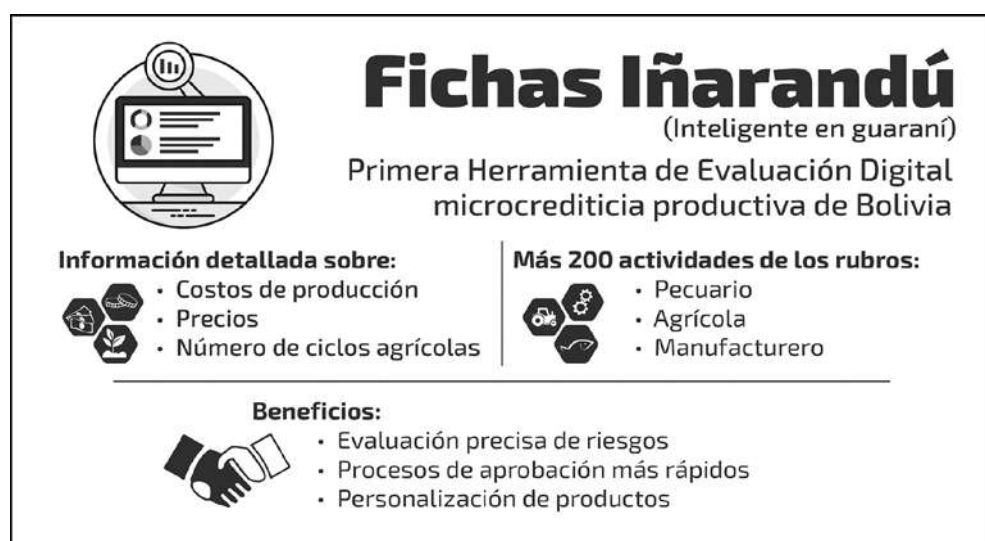 Fichas Iñarandú
(Inteligente en guaraní)
Primera Herramienta de Evaluación Digital
microcrediticia productiva de Bolivia
Información detallada sobre:
· Costos de producción
· Precios
· Número de ciclos agrícolas
Más 200 actividades de los rubros:
· Pecuario
· Agrícola
· Manufacturero
Beneficios:
· Evaluación precisa de riesgos
· Procesos de aprobación más rápidos
· Personalización de productos